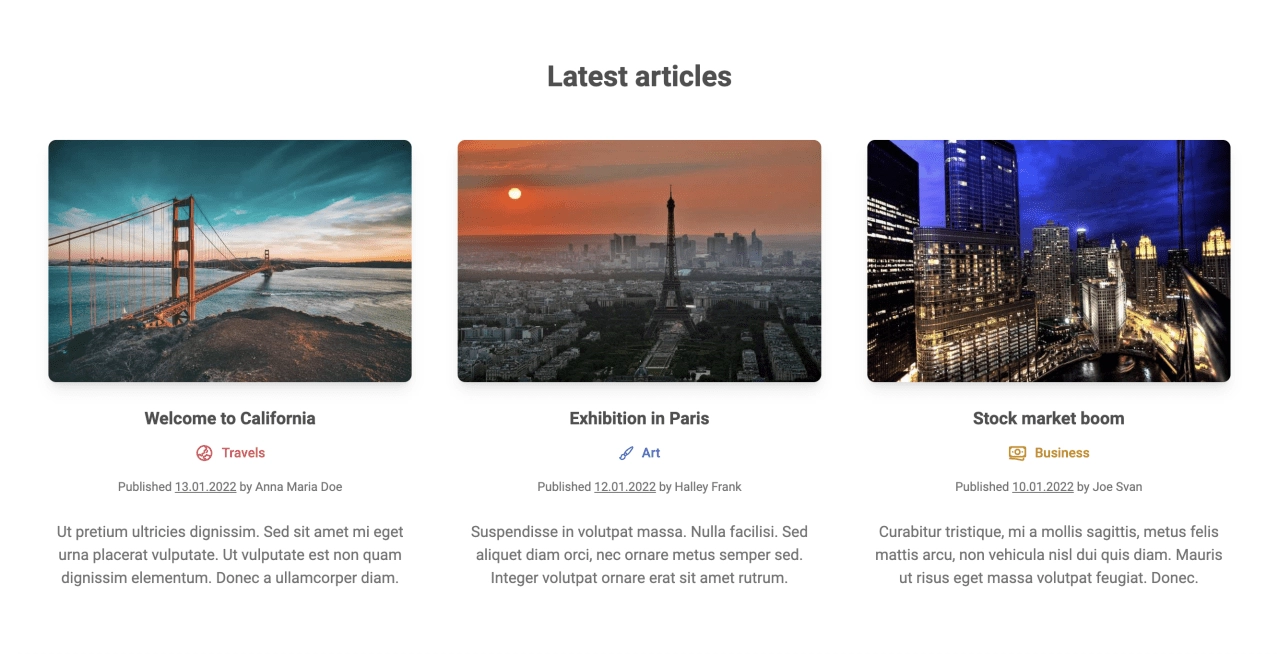 Latest articles
Welcome to California
Travels
Published 13.01.2022 by Anna Maria Doe
Ut pretium ultricies dignissim. Sed sit amet mi eget
urna placerat vulputate. Ut vulputate est non quam
dignissim elementum. Donec a ullamcorper diam.
Exhibition in Paris
Art
Published 12.01.2022 by Halley Frank
Suspendisse in volutpat massa. Nulla facilisi. Sed
aliquet diam orci, nec ornare metus semper sed.
Integer volutpat ornare erat sit amet rutrum.
Stock market boom
Business
Published 10.01.2022 by Joe Svan
Curabitur tristique, mi a mollis sagittis, metus felis
mattis arcu, non vehicula nisl dui quis diam. Mauris
ut risus eget massa volutpat feugiat. Donec.